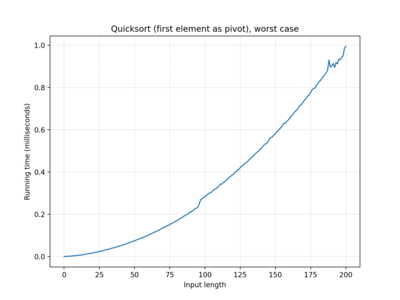 Quicksort (first element as pivot), worst case
1.0
0.8
0.6
0.4
0.2
0.0
Running time (milliseconds)
0 25 50 75 100 125 150 175 200
Input length